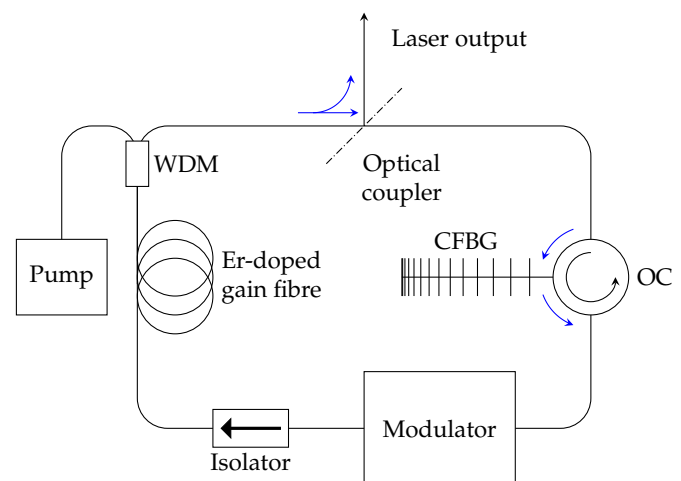 Laser output
WDM
Optical
coupler
CFBG
Pump
Er-doped
gain fibre
OC
Modulator
Isolator